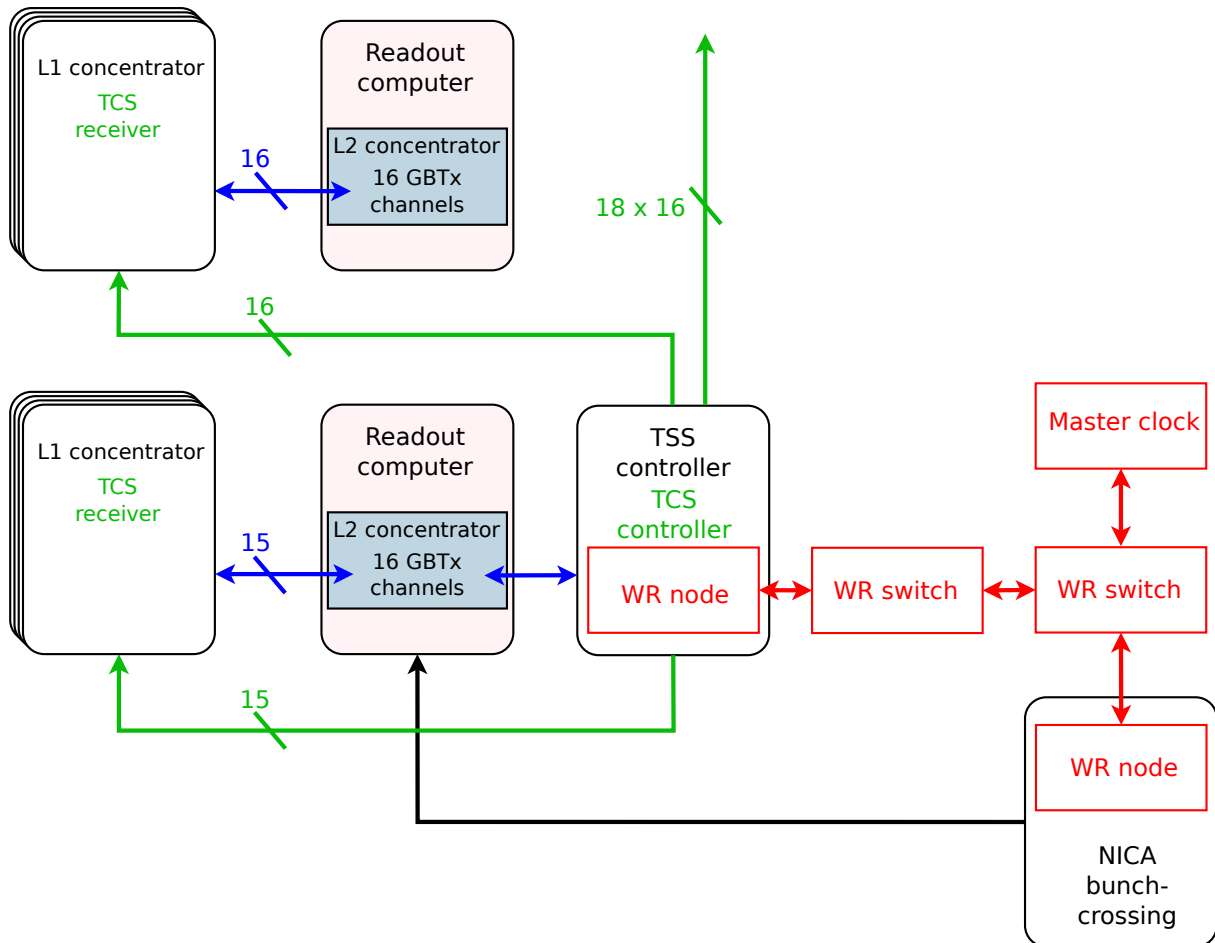 L1 concentrator
TCS
receiver
16
Readout
computer
L2 concentrator
16 GBTx
channels
18 x 16
16
L1 concentrator
TCS
receiver
15
Readout
computer
L2 concentrator
16 GBTx
channels
TSS
controller
TCS
controller
WR node
WR switch
Master clock
WR switch
15
WR node
NICA
bunch-
crossing